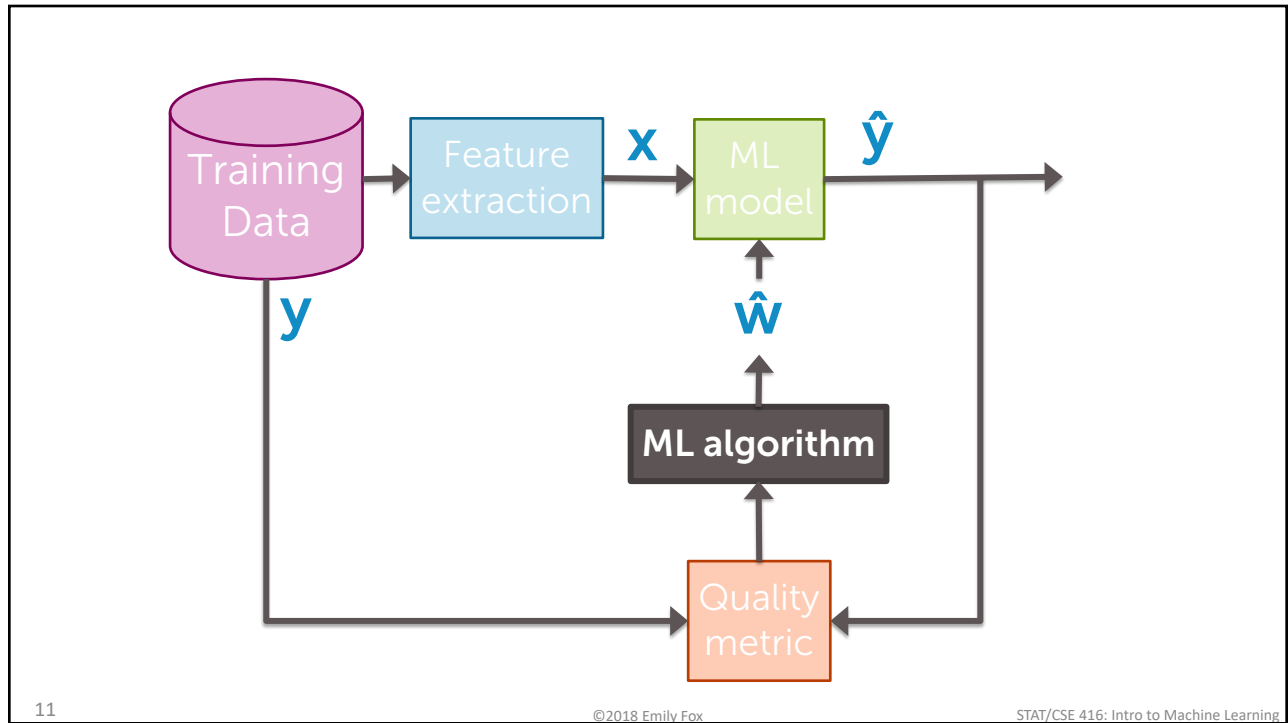 Training
Data
Feature
extraction
x
ML
model
ŷ
y
ŵ
ML algorithm
Quality
metric
11
©2018 Emily Fox
STAT/CSE 416: Intro to Machine Learning